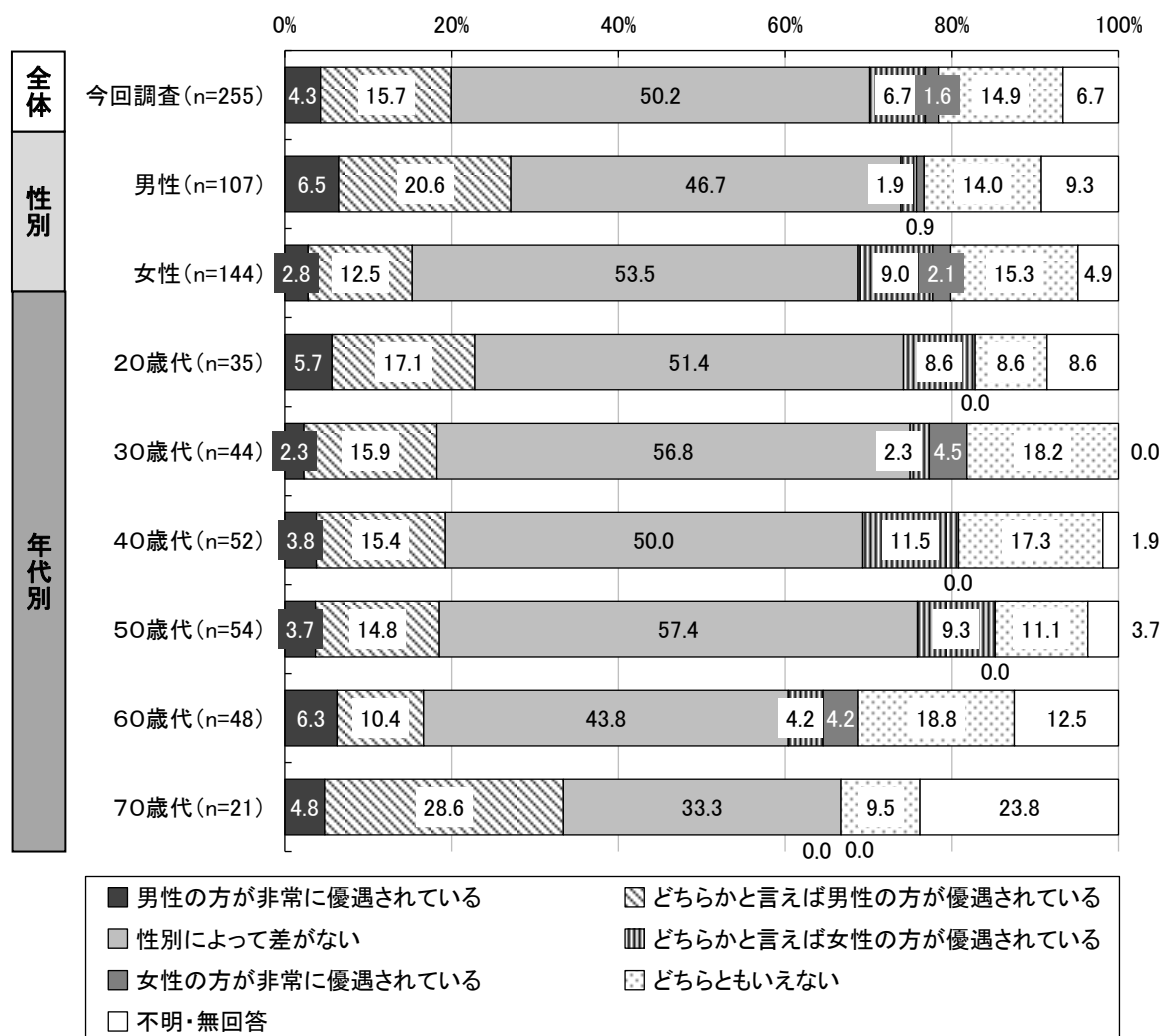 0% 20% 40% 60% 80% 100%
全体
今回調査(n=255) 4.3 15.7 50.2 6.7 1.6 14.9 6.7
性別
男性(n=107) 6.5 20.6 46.7 1.9 14.0 9.3
0.9
女性(n=144) 2.8 12.5 53.5 9.0 2.1 15.3 4.9
年代別
20歳代(n=35) 5.7 17.1 51.4 8.6 8.6 8.6
0.0
30歳代(n=44) 2.3 15.9 56.8 2.3 4.5 18.2 0.0
40歳代(n=52) 3.8 15.4 50.0 11.5 17.3 1.9
0.0
50歳代(n=54) 3.7 14.8 57.4 9.3 11.1 3.7
0.0
60歳代(n=48) 6.3 10.4 43.8 4.2 4.2 18.8 12.5
70歳代(n=21) 4.8 28.6 33.3 9.5 23.8
0.0 0.0
男性の方が非常に優遇されている どちらかと言えば男性の方が優遇されている
性別によって差がない どちらかと言えば女性の方が優遇されている
女性の方が非常に優遇されている どちらともいえない
不明・無回答